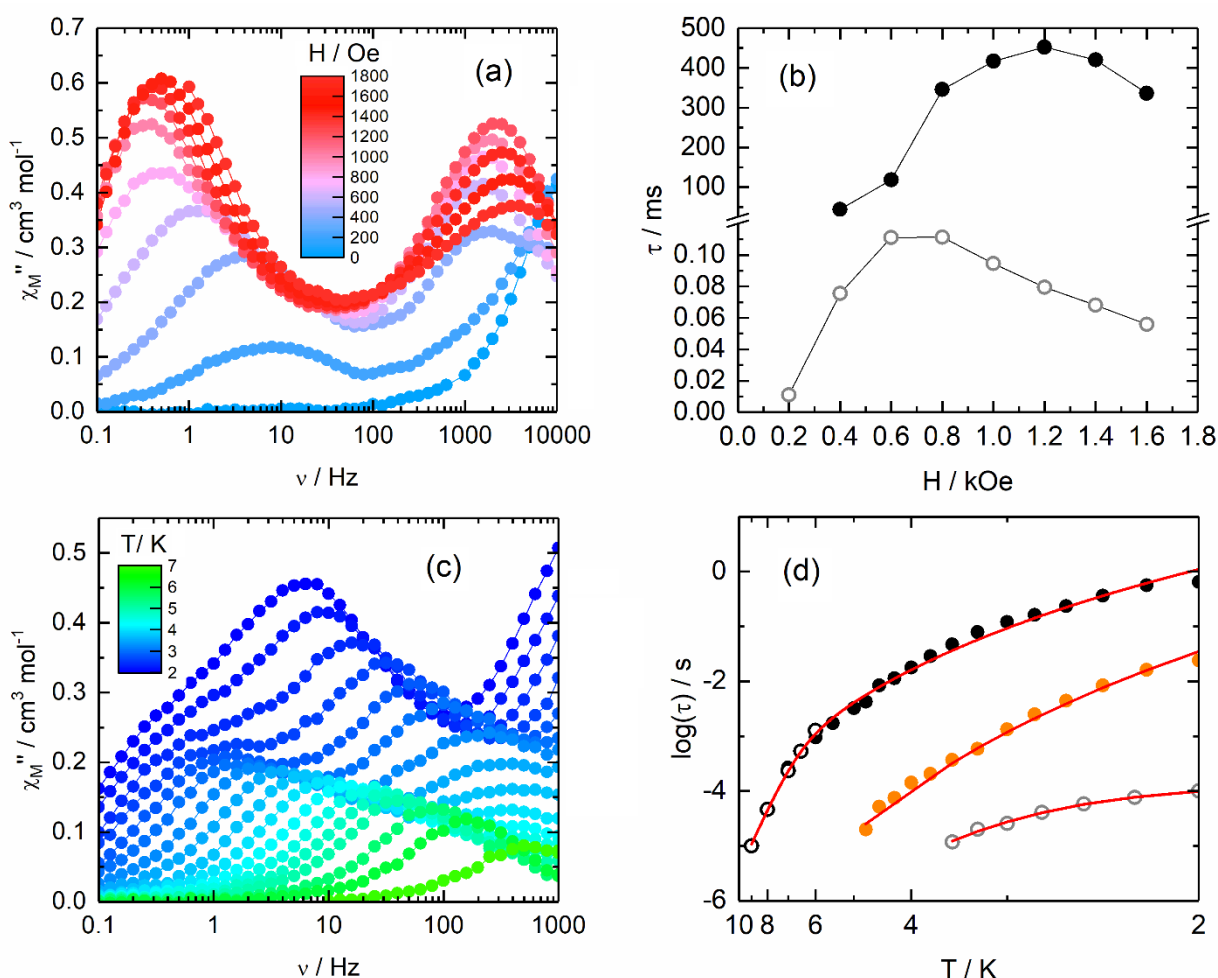 0.7
0.6
0.5
0.4
0.3
0.2
0.1
0.0
χM'' / cm3 mol-1
H / Oe
1800
1600
1400
1200
1000
800
600
400
200
0
(a)
0.1 1 10 100 1000 10000
ν / Hz
(b)
500
400
300
200
100
0.10
0.08
0.06
0.04
0.02
0.00
τ / ms
0.0 0.2 0.4 0.6 0.8 1.0 1.2 1.4 1.6 1.8
H / kOe
0.5
0.4
0.3
0.2
0.1
0.0
χM'' / cm3 mol-1
T/ K
7
6
5
4
3
2
(c)
0.1 1 10 100 1000
ν / Hz
(d)
0
-2
-4
-6
log(τ) / s
10 8 6 4 2
T / K